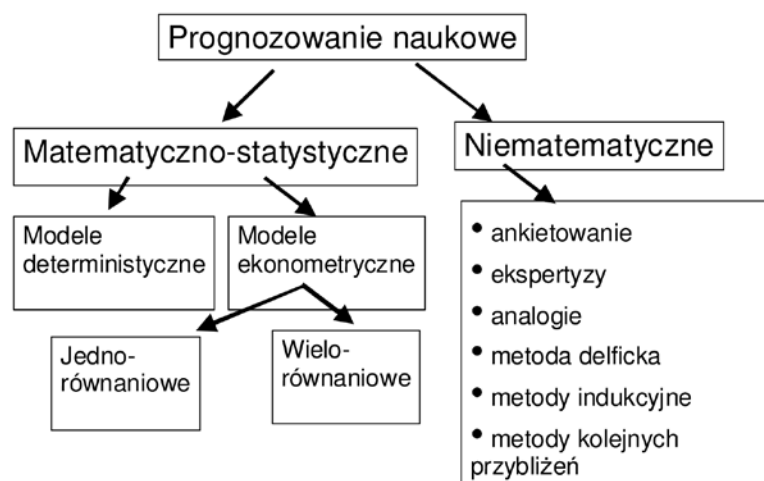 Prognozowanie naukowe
Matematyczno-statystyczne
Niematematyczne
Modele
deterministyczne
Modele
ekonometryczne
Jedno-
równaniowe
Wielo-
równaniowe
• ankietowanie
• ekspertyzy
• analogie
• metoda delficka
• metody indukcyjne
• metody kolejnych
przybliżeń